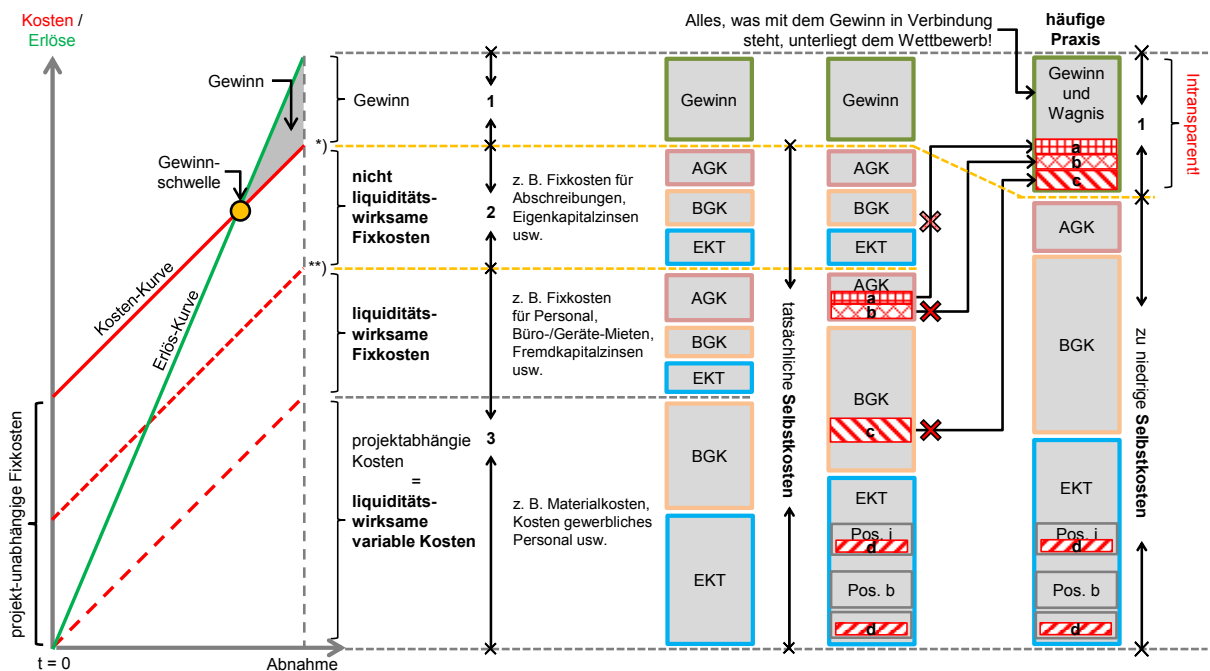 Kosten /
Erlöse
Alles, was mit dem Gewinn in Verbindung
steht, unterliegt dem Wettbewerb!
häufige
Praxis
Gewinn
Gewinn
1
Gewinn
Gewinn
Gewinn
und
Wagnis
a
b
c
1
Intransparent!
*)
Gewinn-
schwelle
nicht
liquiditäts-
wirksame
Fixkosten
2
z. B. Fixkosten für
Abschreibungen,
Eigenkapitalzinsen
usw.
AGK
BGK
EKT
AGK
BGK
EKT
AGK
**)
Kosten-Kurve
Erlös-Kurve
liquiditäts-
wirksame
Fixkosten
z. B. Fixkosten
für Personal,
Büro-/Geräte-Mieten,
Fremdkapitalzinsen
usw.
AGK
BGK
EKT
tatsächliche Selbstkosten
AGK
a
b
BGK
c
BGK
zu niedrige Selbstkosten
projekt-unabhängige Fixkosten
projektabhängie
Kosten
=
liquiditäts-
wirksame
variable Kosten
3
z. B. Materialkosten,
Kosten gewerbliches
Personal usw.
BGK
EKT
EKT
Pos. i
d
Pos. b
d
EKT
Pos. i
d
Pos. b
d
t = 0
Abnahme